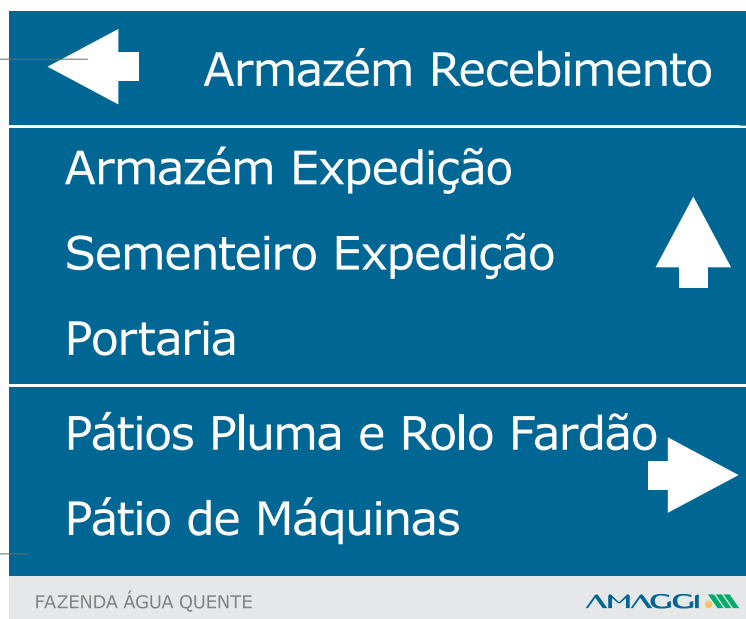 Armazém Recebimento
Armazém Expedição
Sementeiro Expedição
Portaria
Pátios Pluma e Rolo Fardão
Pátio de Máquinas
FAZENDA ÁGUA QUENTE
AMAGGI